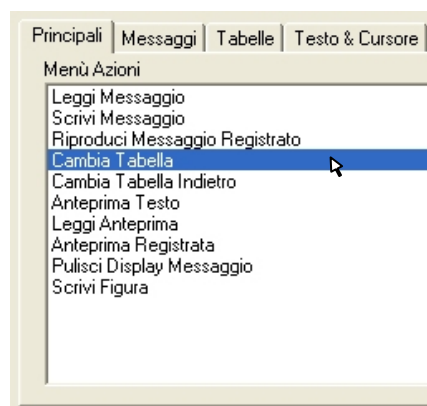 Principali Messaggi Tabelle Testo & Cursore
Menù Azioni
Leggi Messaggio
Scrivi Messaggio
Riproduci Messaggio Registrato
Cambia Tabella
Cambia Tabella Indietro
Anteprima Testo
Leggi Anteprima
Anteprima Registrata
Pulisci Display Messaggio
Scrivi Figura